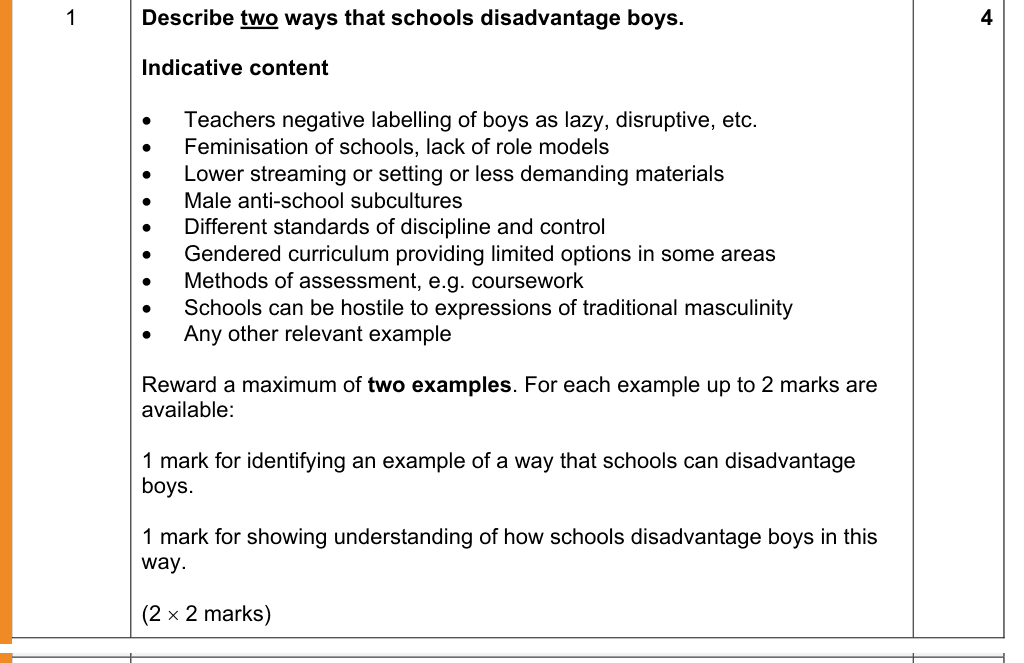 1
Describe two ways that schools disadvantage boys.
4
Indicative content
• Teachers negative labelling of boys as lazy, disruptive, etc.
• Feminisation of schools, lack of role models
• Lower streaming or setting or less demanding materials
• Male anti-school subcultures
• Different standards of discipline and control
• Gendered curriculum providing limited options in some areas
• Methods of assessment, e.g. coursework
• Schools can be hostile to expressions of traditional masculinity
• Any other relevant example
Reward a maximum of two examples. For each example up to 2 marks are
available:
1 mark for identifying an example of a way that schools can disadvantage
boys.
1 mark for showing understanding of how schools disadvantage boys in this
way.
(2 × 2 marks)